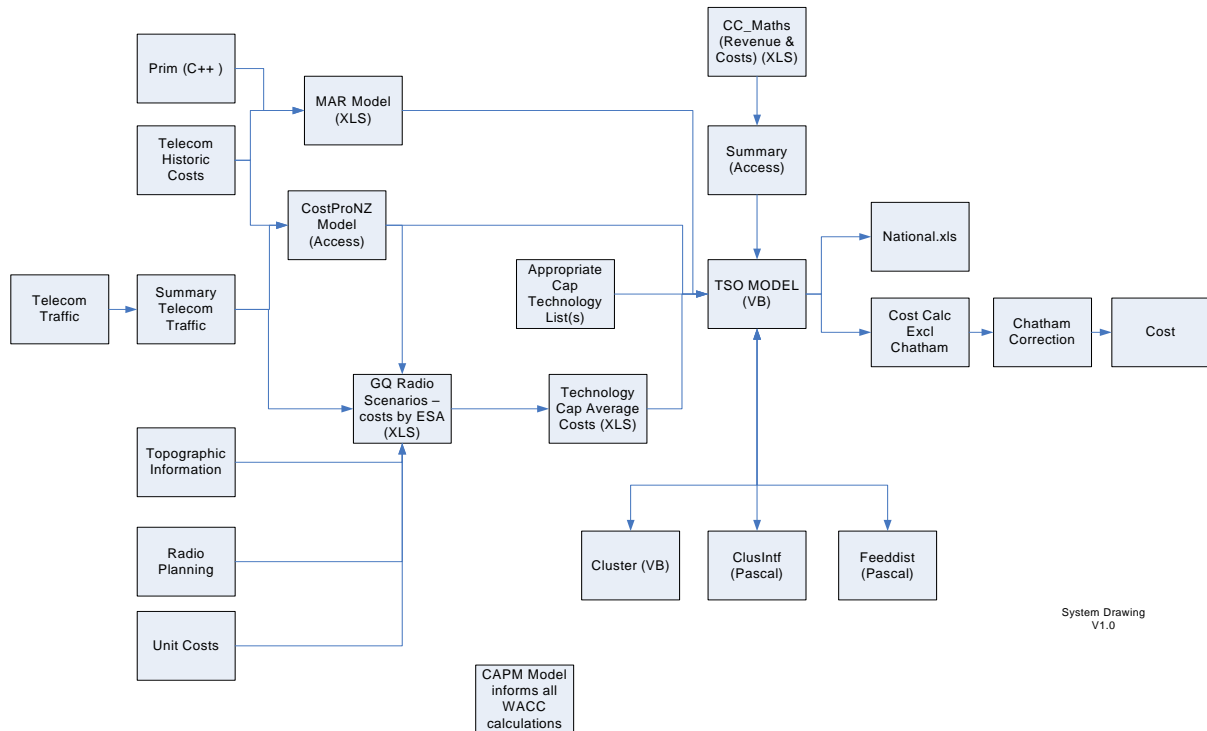 CC_Maths
(Revenue &
Costs) (XLS)
Prim (C++ )
MAR Model
(XLS)
Telecom
Historic
Costs
Summary
(Access)
CostProNZ
Model
(Access)
National.xls
Telecom
Traffic
Summary
Telecom
Traffic
Appropriate
Cap
Technology
List(s)
TSO MODEL
(VB)
Cost Calc
Excl
Chatham
Chatham
Correction
Cost
GQ Radio
Scenarios –
costs by ESA
(XLS)
Technology
Cap Average
Costs (XLS)
Topographic
Information
Radio
Planning
Cluster (VB)
ClusIntf
(Pascal)
Feeddist
(Pascal)
Unit Costs
System Drawing
V1.0
CAPM Model
informs all
WACC
calculations